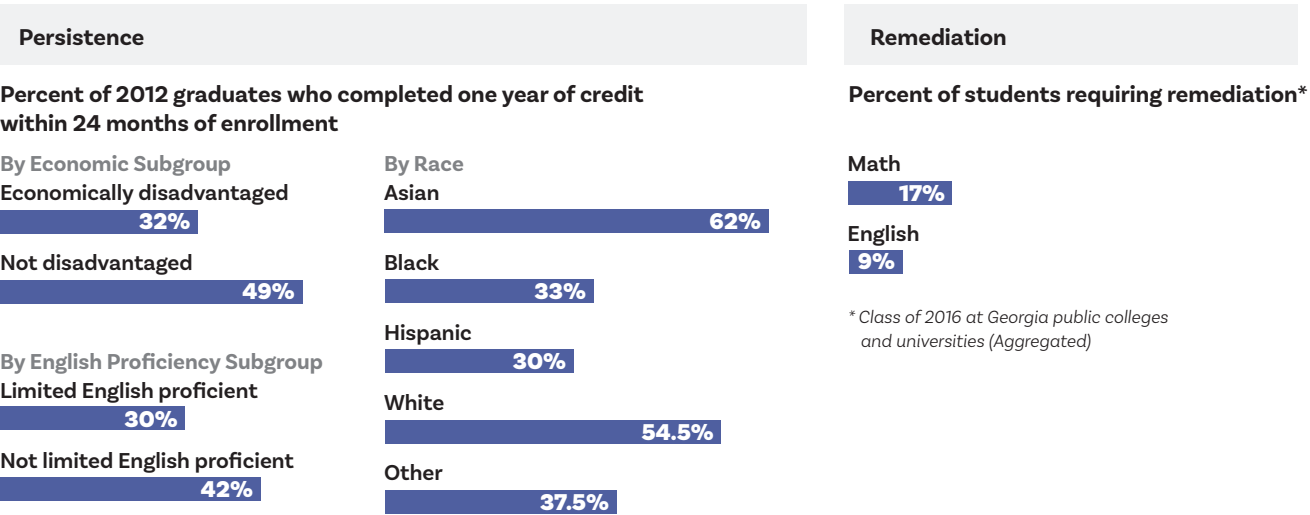 Persistence
Percent of 2012 graduates who completed one year of credit
within 24 months of enrollment
By Economic Subgroup
Economically disadvantaged
32%
Not disadvantaged
49%
By English Proficiency Subgroup
Limited English proficient
30%
Not limited English proficient
42%
By Race
Asian
62%
Black
33%
Hispanic
30%
White
54.5%
Other
37.5%
Remediation
Percent of students requiring remediation*
Math
17%
English
9%
* Class of 2016 at Georgia public colleges
and universities (Aggregated)